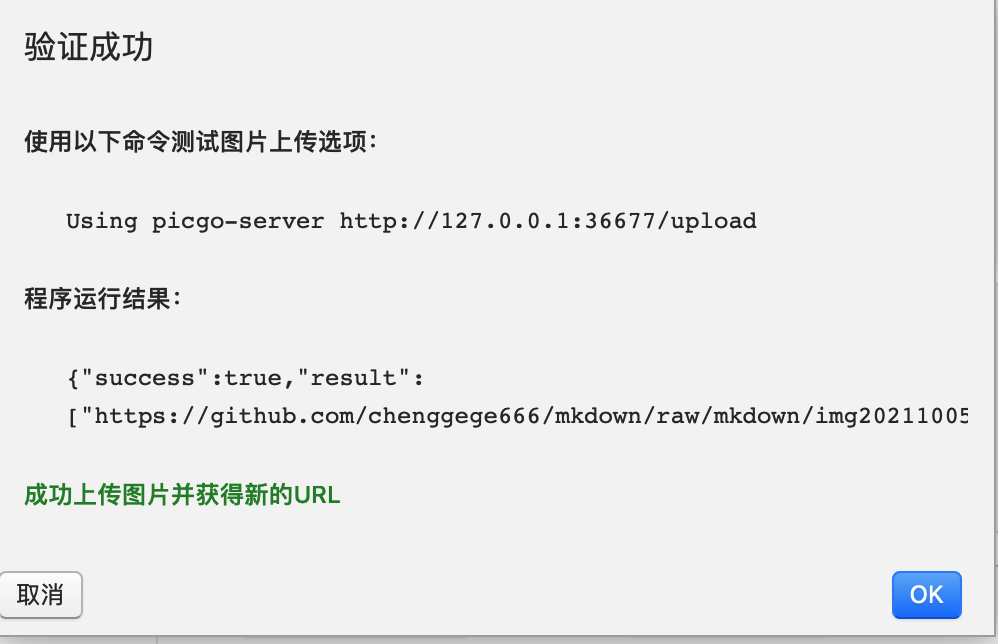 验证成功
使用以下命令测试图片上传选项：
Using picgo-server http://127.0.0.1:36677/upload
程序运行结果：
{"success":true,"result":
["https://github.com/chenggege666/mkdown/raw/mkdown/img20211005
成功上传图片并获得新的URL
取消
OK